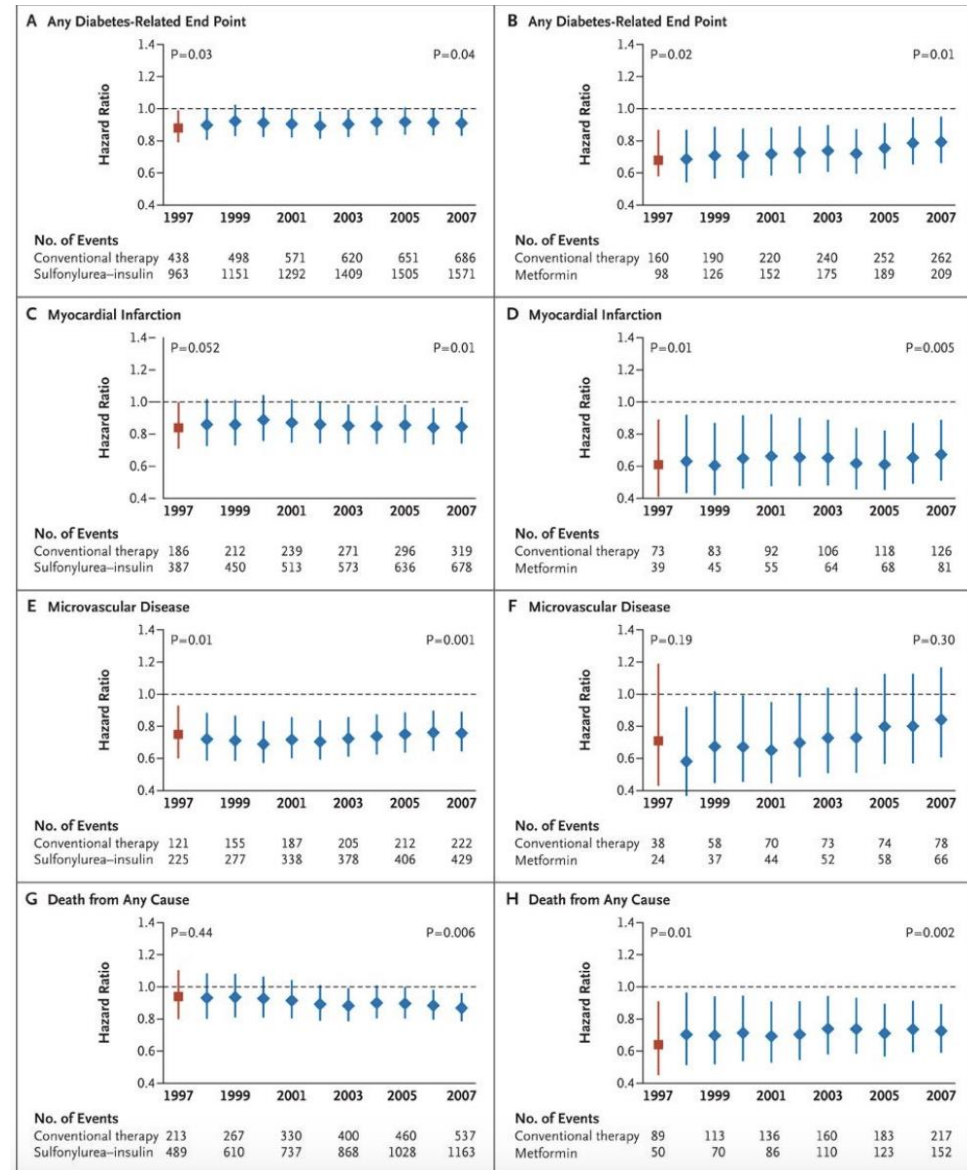 A Any Diabetes-Related End Point
1.4
P=0.03 P=0.04
1.2
1.0
0.8
0.6
0.4
Hazard Ratio
1997 1999 2001 2003 2005 2007
No. of Events
Conventional therapy 438 498 571 620 651 686
Sulfonylurea–insulin 963 1151 1292 1409 1505 1571
B Any Diabetes-Related End Point
1.4
P=0.02 P=0.01
1.2
1.0
0.8
0.6
0.4
Hazard Ratio
1997 1999 2001 2003 2005 2007
No. of Events
Conventional therapy 160 190 220 240 252 262
Metformin 98 126 152 175 189 209
C Myocardial Infarction
1.4
P=0.052 P=0.01
1.2
1.0
0.8
0.6
0.4
Hazard Ratio
1997 1999 2001 2003 2005 2007
No. of Events
Conventional therapy 186 212 239 271 296 319
Sulfonylurea–insulin 387 450 513 573 636 678
D Myocardial Infarction
1.4
P=0.01 P=0.005
1.2
1.0
0.8
0.6
0.4
Hazard Ratio
1997 1999 2001 2003 2005 2007
No. of Events
Conventional therapy 73 83 92 106 118 126
Metformin 39 45 55 64 68 81
E Microvascular Disease
1.4
P=0.01 P=0.001
1.2
1.0
0.8
0.6
0.4
Hazard Ratio
1997 1999 2001 2003 2005 2007
No. of Events
Conventional therapy 121 155 187 205 212 222
Sulfonylurea–insulin 225 277 338 378 406 429
F Microvascular Disease
1.4
P=0.19 P=0.30
1.2
1.0
0.8
0.6
0.4
Hazard Ratio
1997 1999 2001 2003 2005 2007
No. of Events
Conventional therapy 38 58 70 73 74 78
Metformin 24 37 44 52 58 66
G Death from Any Cause
1.4
P=0.44 P=0.006
1.2
1.0
0.8
0.6
0.4
Hazard Ratio
1997 1999 2001 2003 2005 2007
No. of Events
Conventional therapy 213 267 330 400 460 537
Sulfonylurea–insulin 489 610 737 868 1028 1163
H Death from Any Cause
1.4
P=0.01 P=0.002
1.2
1.0
0.8
0.6
0.4
Hazard Ratio
1997 1999 2001 2003 2005 2007
No. of Events
Conventional therapy 89 113 136 160 183 217
Metformin 50 70 86 110 123 152